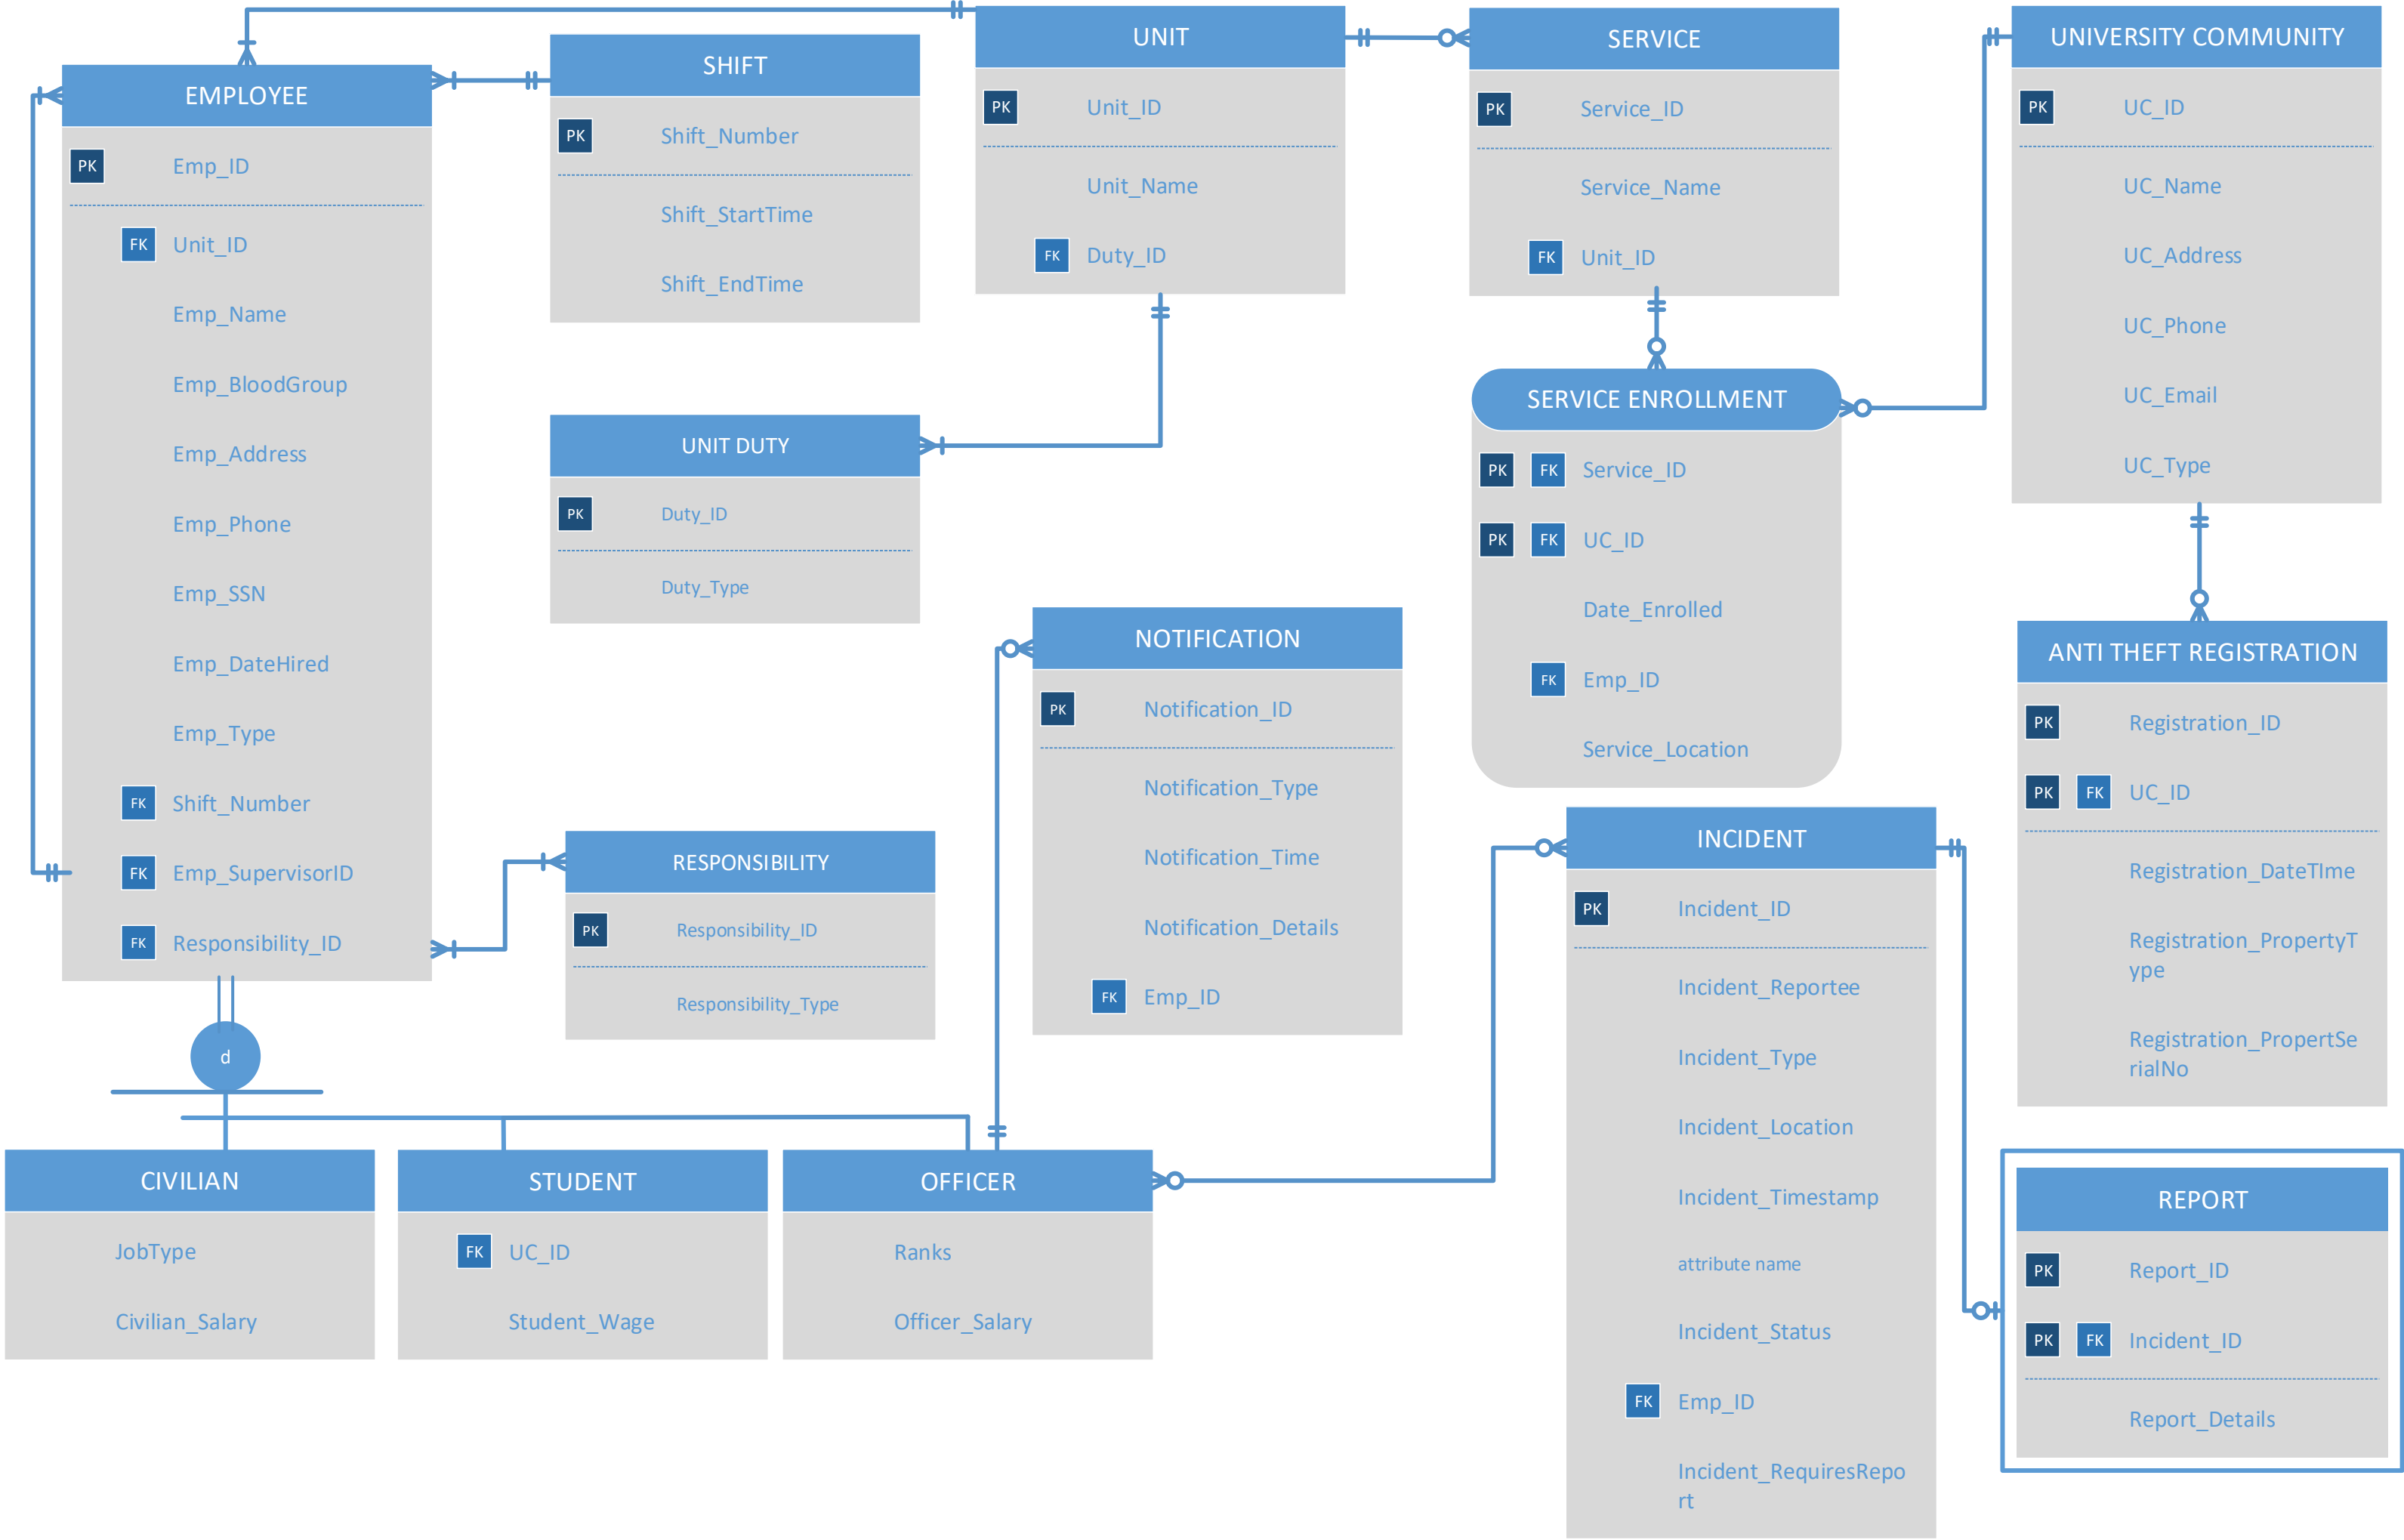 EMPLOYEE
PK Emp_ID
FK Unit_ID
Emp_Name
Emp_BloodGroup
Emp_Address
Emp_Phone
Emp_SSN
Emp_DateHired
Emp_Type
FK Shift_Number
FK Emp_SupervisorID
FK Responsibility_ID
d
SHIFT
PK Shift_Number
Shift_StartTime
Shift_EndTime
UNIT
PK Unit_ID
Unit_Name
FK Duty_ID
SERVICE
PK Service_ID
Service_Name
FK Unit_ID
UNIVERSITY COMMUNITY
PK UC_ID
UC_Name
UC_Address
UC_Phone
UC_Email
UC_Type
UNIT DUTY
PK Duty_ID
Duty_Type
SERVICE ENROLLMENT
PK FK Service_ID
PK FK UC_ID
Date_Enrolled
FK Emp_ID
Service_Location
NOTIFICATION
PK Notification_ID
Notification_Type
Notification_Time
Notification_Details
FK Emp_ID
ANTI THEFT REGISTRATION
PK Registration_ID
PK FK UC_ID
Registration_DateTIme
Registration_PropertyT
ype
Registration_PropertSe
rialNo
RESPONSIBILITY
PK Responsibility_ID
Responsibility_Type
INCIDENT
PK Incident_ID
Incident_Reportee
Incident_Type
Incident_Location
Incident_Timestamp
attribute name
Incident_Status
FK Emp_ID
Incident_RequiresRepo
rt
CIVILIAN
JobType
Civilian_Salary
STUDENT
FK UC_ID
Student_Wage
OFFICER
Ranks
Officer_Salary
REPORT
PK Report_ID
PK FK Incident_ID
Report_Details